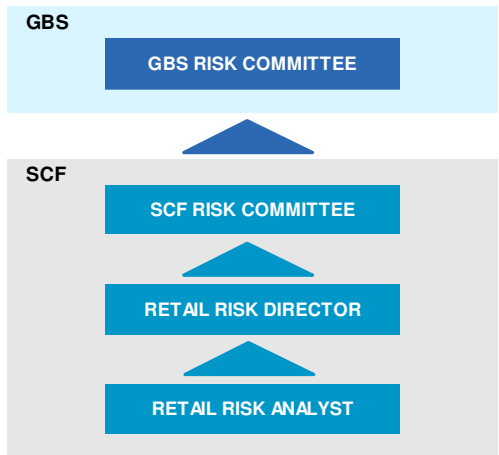 GBS
GBS RISK COMMITTEE
SCF
SCF RISK COMMITTEE
RETAIL RISK DIRECTOR
RETAIL RISK ANALYST